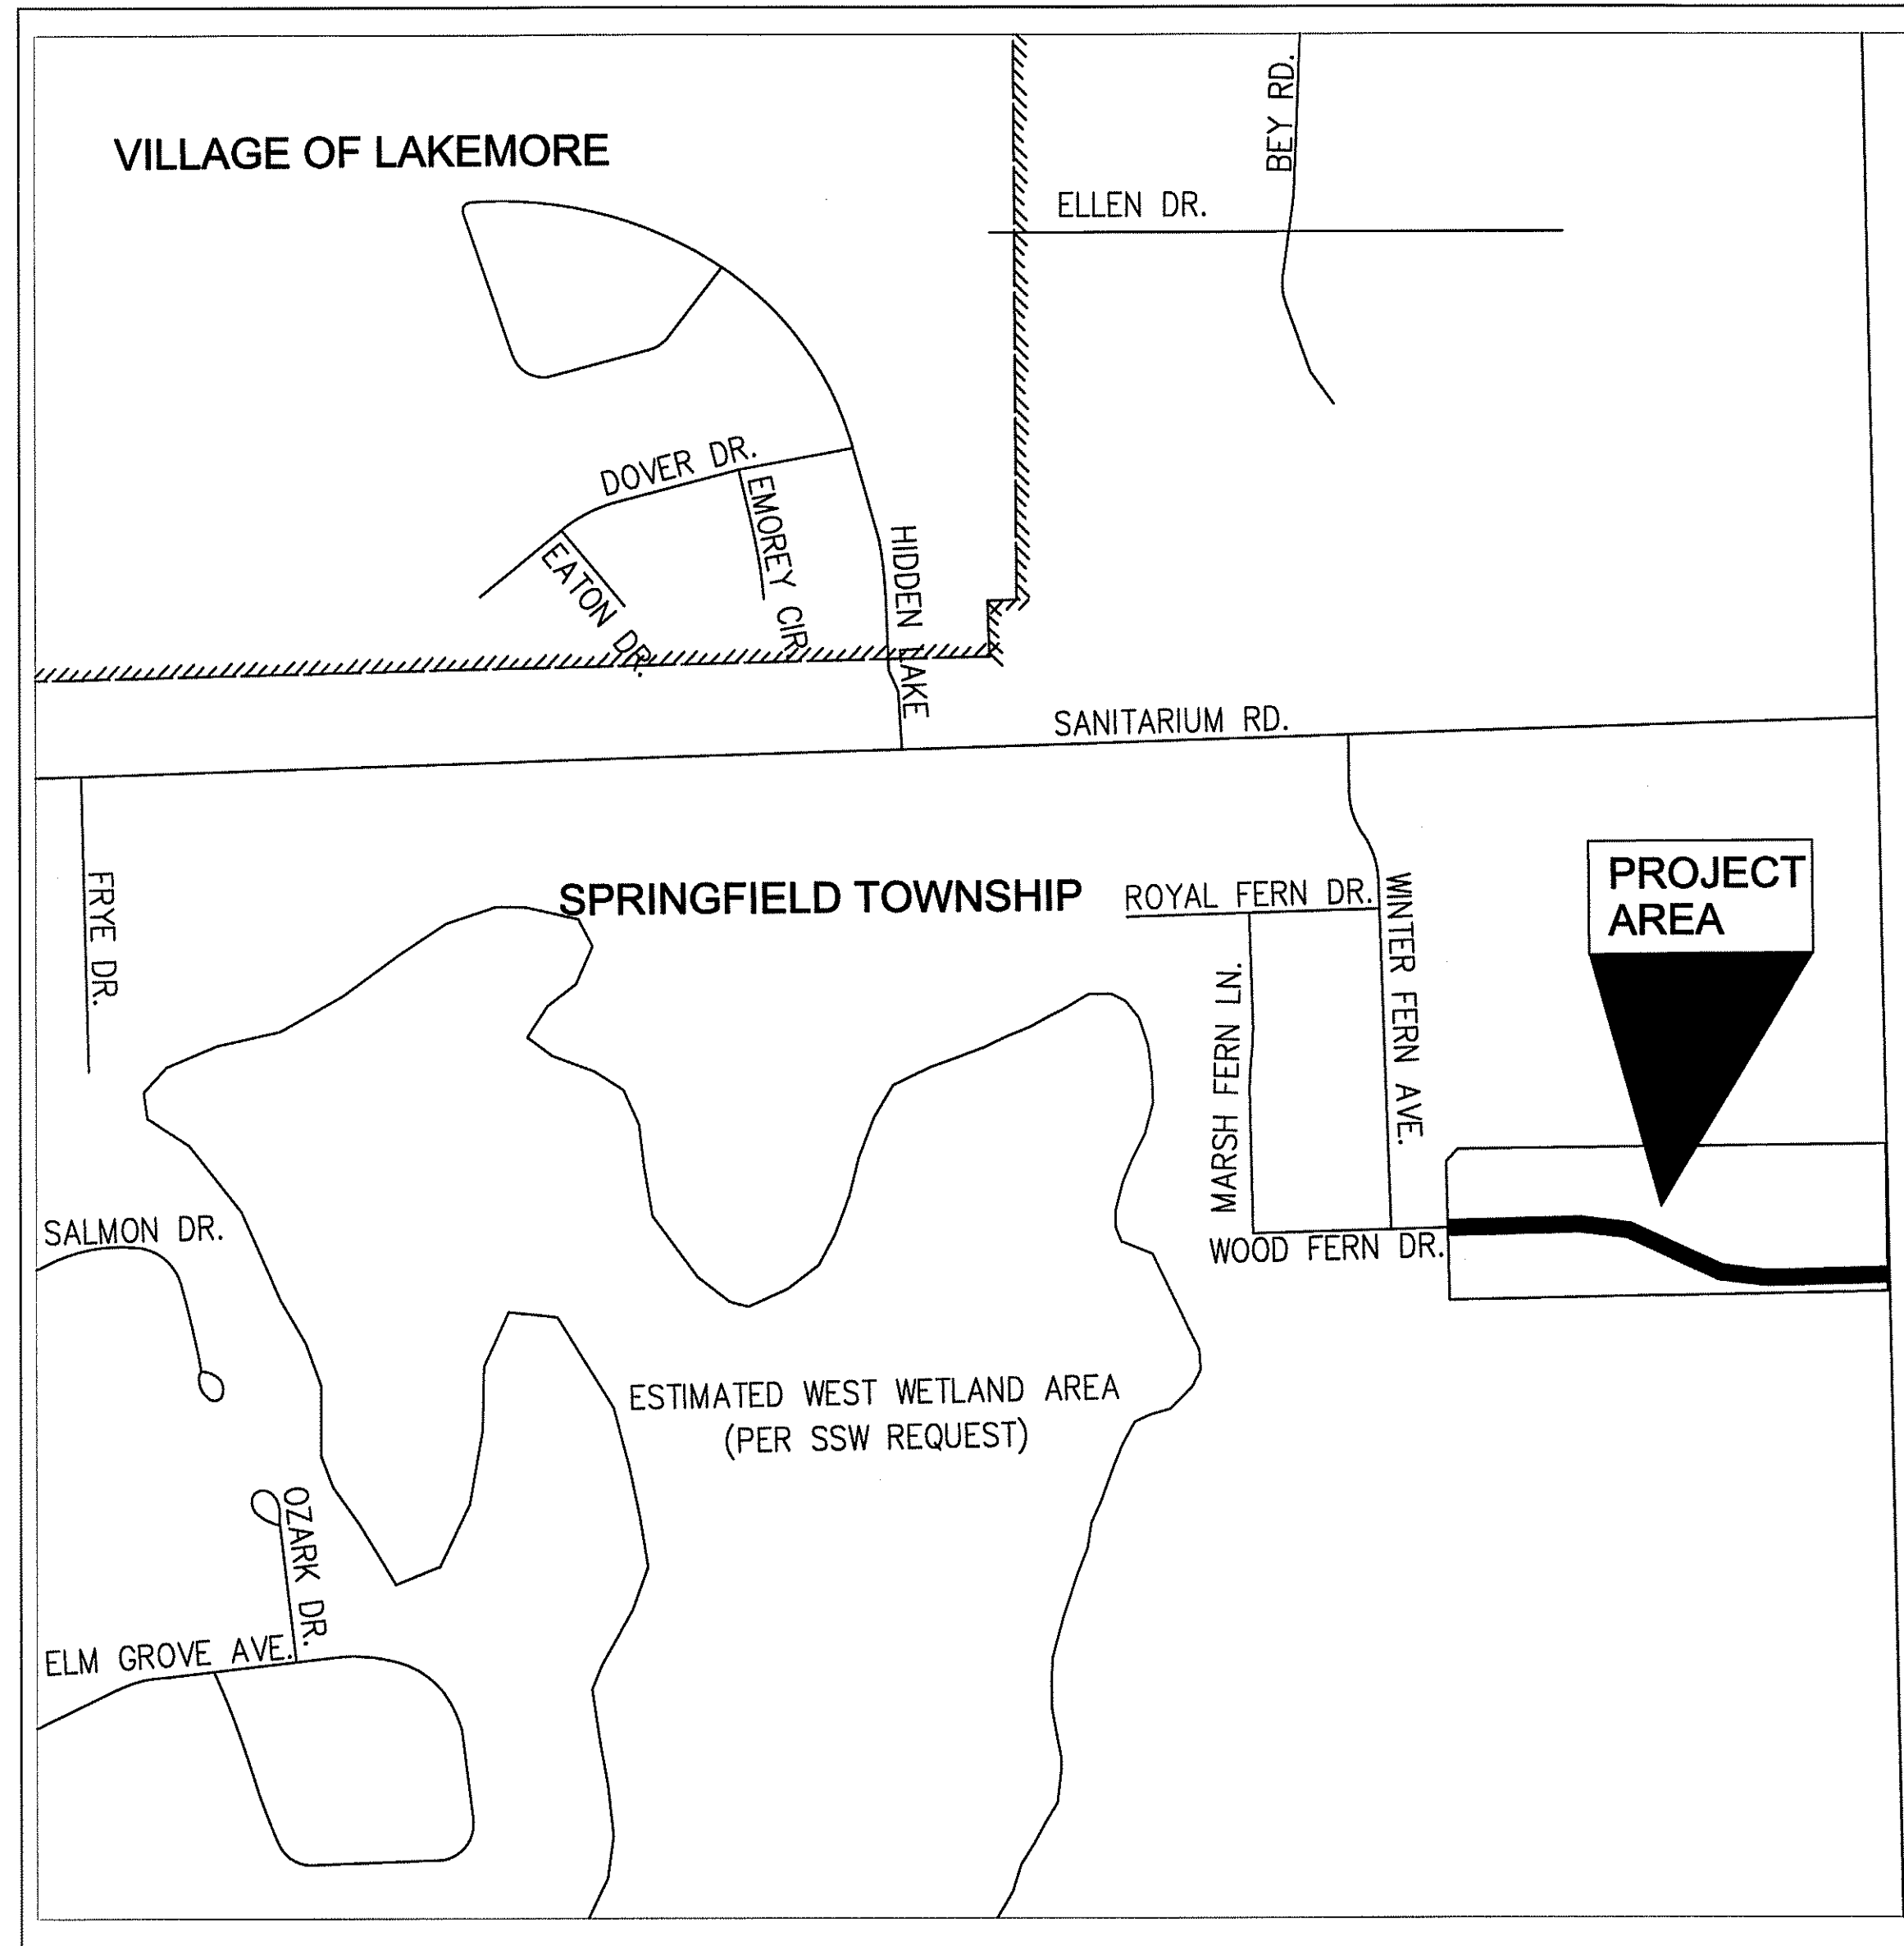 BEY RD.
VILLAGE OF LAKEMORE
ELLEN DR.
DOVER DR.
EMOREY CIR.
EATON DR.
HIDDEN LAKE
SANITARIUM RD.
FRYE DR.
SPRINGFIELD TOWNSHIP
ROYAL FERN DR.
WINTER FERN AVE.
PROJECT
AREA
MARSH FERN LN.
SALMON DR.
WOOD FERN DR.
ESTIMATED WEST WETLAND AREA
(PER SSW REQUEST)
OZARK DR.
ELM GROVE AVE.